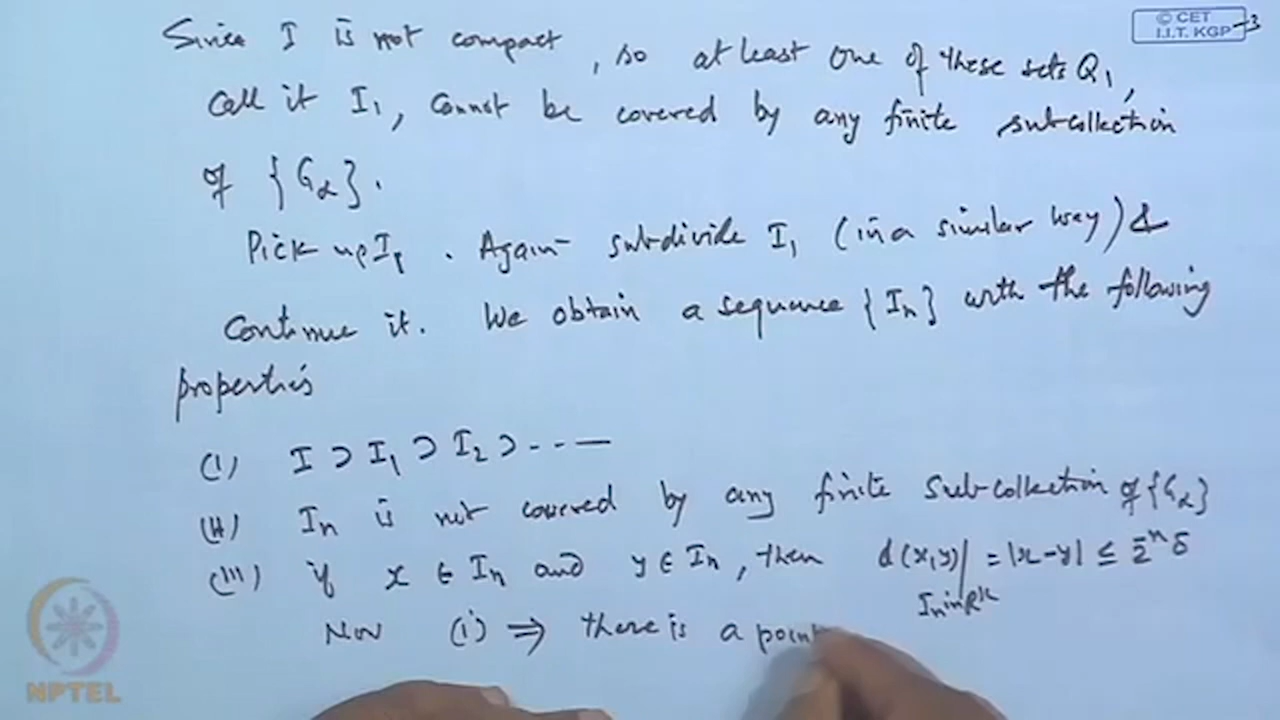 © CET
I.I.T. KGP
-3
Since I is not compact, so at least one of these sets Q₁,
call it I₁, cannot be covered by any finite subcollection
of {Gα}.
Pick up I₁. Again subdivide I₁ (in a similar way) &
Continue it. We obtain a sequence {Iₙ} with the following
properties
(i) I ⊃ I₁ ⊃ I₂ ⊃ - - —
(ii) Iₙ is not covered by any finite subcollection of {Gα}
(iii) if x ∈ Iₙ and y ∈ Iₙ, then d(x,y)| = |x-y| ≤ 2⁻ⁿ δ
Iₙ in Rᵏ
Now (i) ⇒ there is a point
NPTEL